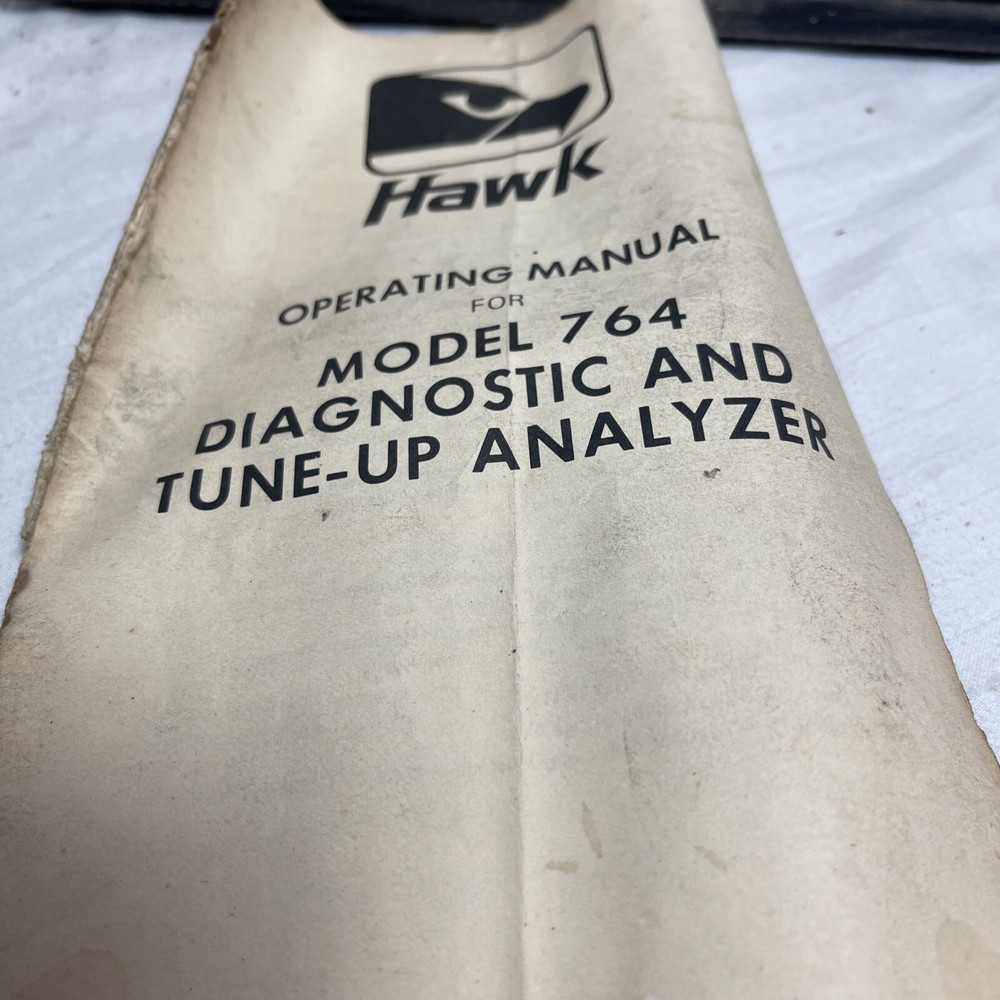 Hawk
OPERATING MANUAL
FOR
MODEL 764
DIAGNOSTIC AND
TUNE-UP ANALYZER